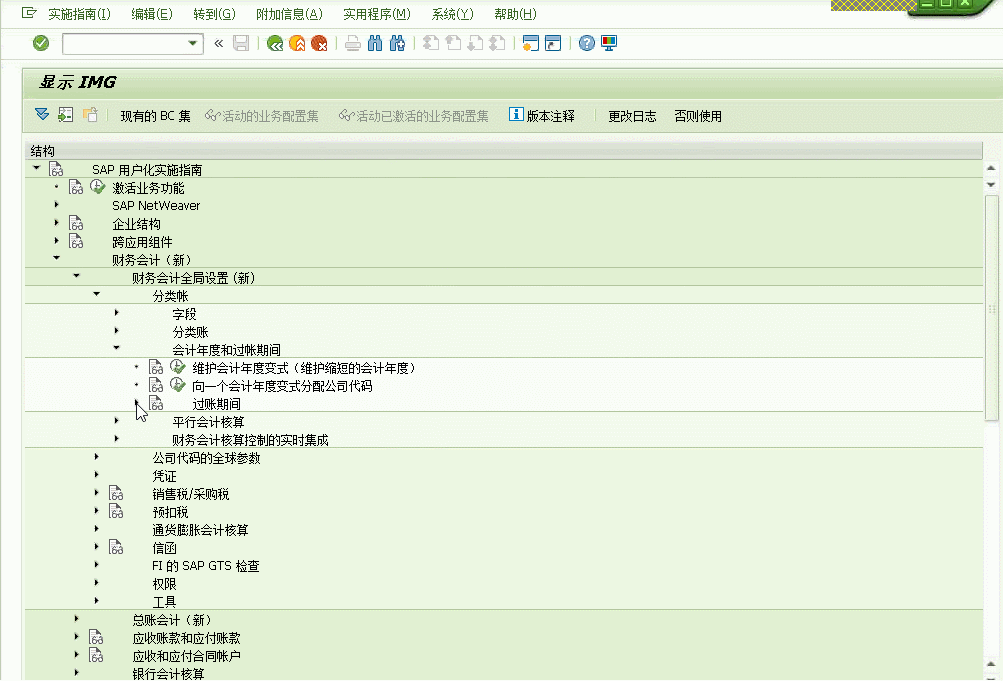 实施指南(I) 编辑(E) 转到(G) 附加信息(A) 实用程序(M) 系统(Y) 帮助(H)
显示 IMG
现有的 BC 集 活动的业务配置集 活动已激活的业务配置集 版本注释 更改日志 否则使用
结构
SAP 用户化实施指南
激活业务功能
SAP NetWeaver
企业结构
跨应用组件
财务会计（新）
财务会计全局设置（新）
分类帐
字段
分类账
会计年度和过帐期间
维护会计年度变式（维护缩短的会计年度）
向一个会计年度变式分配公司代码
过账期间
平行会计核算
财务会计核算控制的实时集成
公司代码的全球参数
凭证
销售税/采购税
预扣税
通货膨胀会计核算
信函
FI 的 SAP GTS 检查
权限
工具
总账会计（新）
应收账款和应付账款
应收和应付合同帐户
银行会计核算